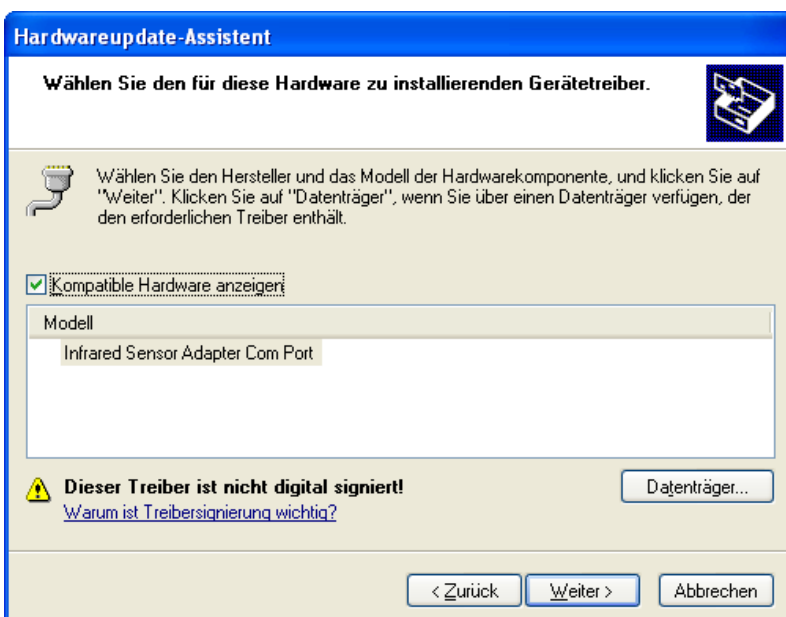 Hardwareupdate-Assistent
Wählen Sie den für diese Hardware zu installierenden Gerätetreiber.
Wählen Sie den Hersteller und das Modell der Hardwarekomponente, und klicken Sie auf
"Weiter". Klicken Sie auf "Datenträger", wenn Sie über einen Datenträger verfügen, der
den erforderlichen Treiber enthält.
Kompatible Hardware anzeigen
Modell
Infrared Sensor Adapter Com Port
Dieser Treiber ist nicht digital signiert!
Datenträger...
Warum ist Treibersignierung wichtig?
< Zurück
Weiter >
Abbrechen